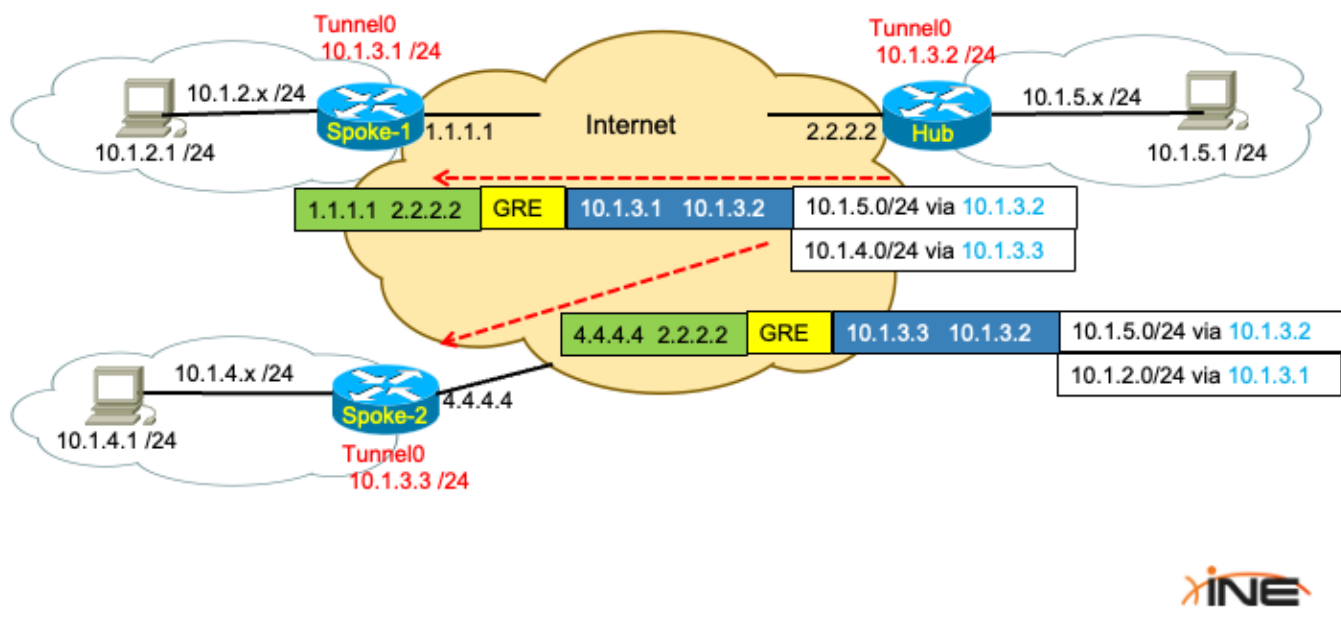 Tunnel0
10.1.3.1 /24
Tunnel0
10.1.3.2 /24
10.1.2.x /24
10.1.5.x /24
Spoke-1
1.1.1.1
Internet
2.2.2.2
Hub
10.1.2.1 /24
10.1.5.1 /24
1.1.1.1 2.2.2.2 GRE 10.1.3.1 10.1.3.2 10.1.5.0/24 via 10.1.3.2
10.1.4.0/24 via 10.1.3.3
4.4.4.4 2.2.2.2 GRE 10.1.3.3 10.1.3.2 10.1.5.0/24 via 10.1.3.2
10.1.2.0/24 via 10.1.3.1
10.1.4.x /24
4.4.4.4
Spoke-2
10.1.4.1 /24
Tunnel0
10.1.3.3 /24
iNE